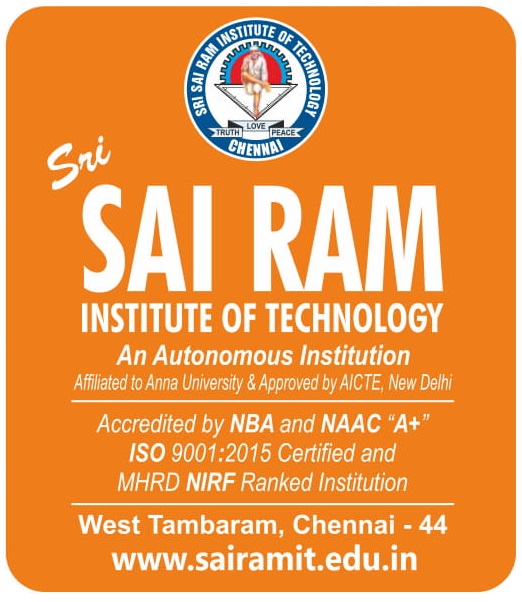 SRI SAI RAM INSTITUTE OF TECHNOLOGY
TRUTH LOVE PEACE
CHENNAI
Sri
SAI RAM
INSTITUTE OF TECHNOLOGY
An Autonomous Institution
Affiliated to Anna University & Approved by AICTE, New Delhi
Accredited by NBA and NAAC “A+”
ISO 9001:2015 Certified and
MHRD NIRF Ranked Institution
West Tambaram, Chennai - 44
www.sairamit.edu.in